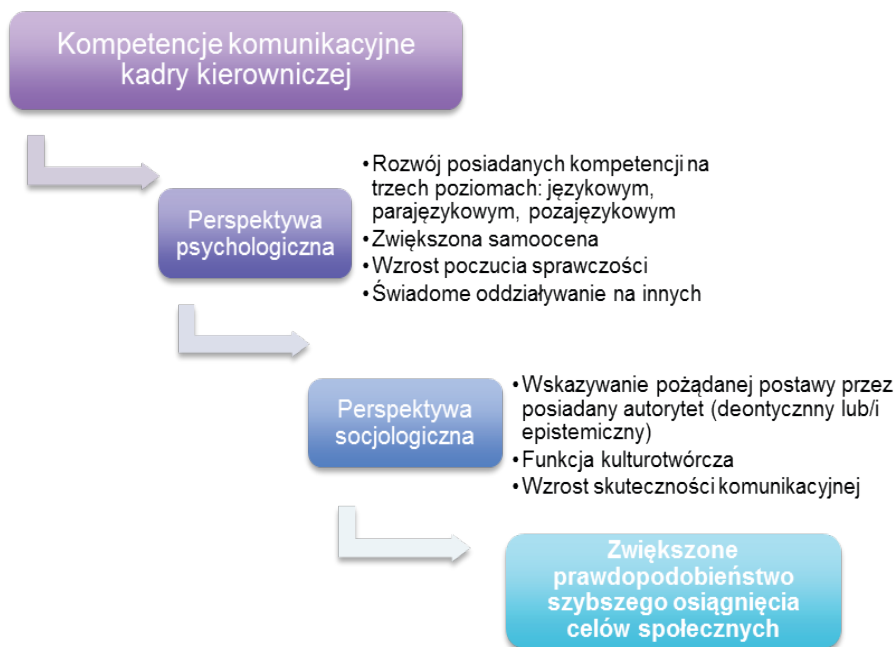 Kompetencje komunikacyjne
kadry kierowniczej
Perspektywa
psychologiczna
•Rozwój posiadanych kompetencji na
trzech poziomach: językowym,
parajęzykowym, pozajęzykowym
•Zwiększona samoocena
•Wzrost poczucia sprawczości
•Świadome oddziaływanie na innych
Perspektywa
socjologiczna
•Wskazywanie pożądanej postawy przez
posiadany autorytet (deontycznny lub/i
epistemiczny)
•Funkcja kulturotwórcza
•Wzrost skuteczności komunikacyjnej
Zwiększone
prawdopodobieństwo
szybszego osiągnięcia
celów społecznych